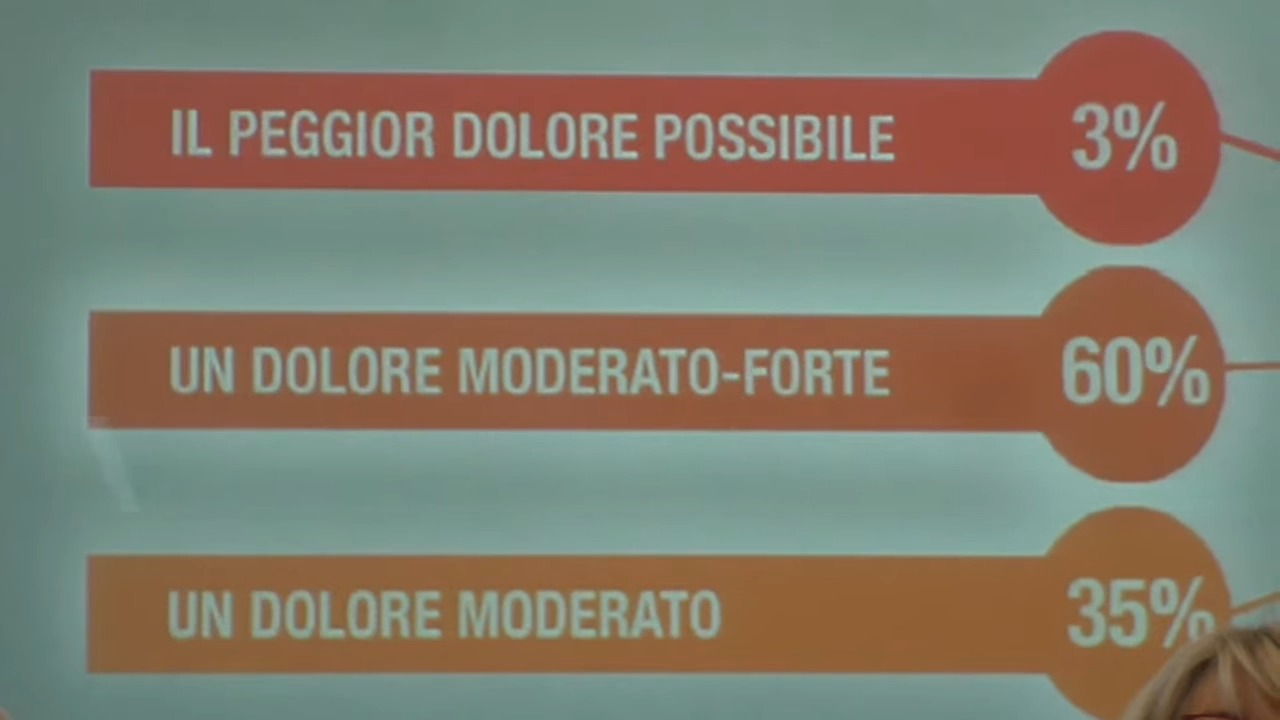 IL PEGGIOR DOLORE POSSIBILE 3%
UN DOLORE MODERATO-FORTE 60%
UN DOLORE MODERATO 35%